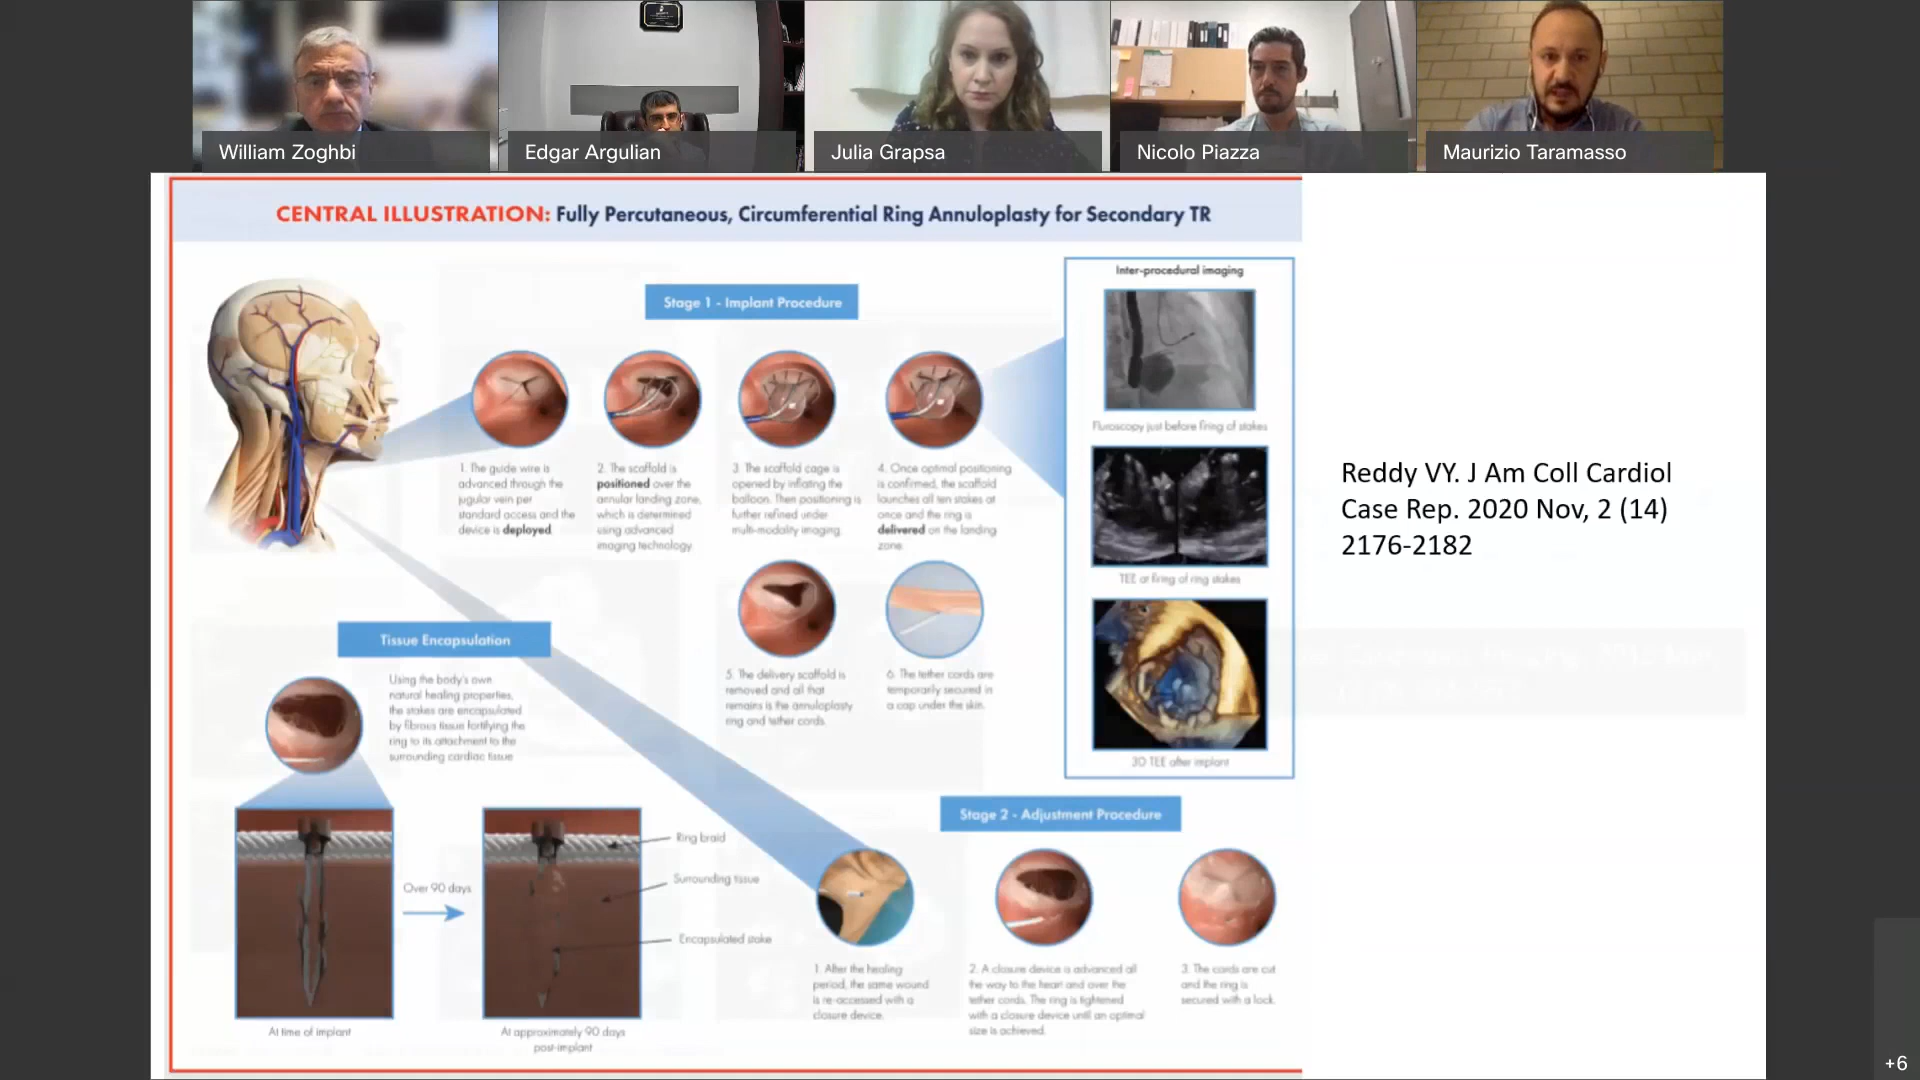 William Zoghbi
Edgar Argulian
Julia Grapsa
Nicolo Piazza
Maurizio Taramasso
CENTRAL ILLUSTRATION: Fully Percutaneous, Circumferential Ring Annuloplasty for Secondary TR
Stage 1 - Implant Procedure
1. The guide wire is
advanced through the
jugular vein per
standard access and the
device is deployed
2. The scaffold is
positioned over the
annular landing zone,
which is determined
using advanced
imaging technology
3. The scaffold cage is
opened by inflating the
balloon. Then positioning is
further refined under
multi-modality imaging.
4. Once optimal positioning
is confirmed, the scaffold
launches all ten stakes at
once and the ring is
delivered on the landing
zone.
5. The delivery scaffold is
removed and all that
remains is the annuloplasty
ring and tether cords.
6. The tether cords are
temporarily secured in
a cap under the skin.
Inter-procedural imaging
Fluroscopy just before firing of stakes
TEE at firing of ring stakes
3D TEE after implant
Reddy VY. J Am Coll Cardiol
Case Rep. 2020 Nov, 2 (14)
2176-2182
Tissue Encapsulation
Using the body's own
natural healing properties,
the stakes are encapsulated
by fibrous tissue fortifying the
ring to its attachment to the
surrounding cardiac tissue
Over 90 days
Ring braid
Surrounding tissue
Encapsulated stake
At time of implant
At approximately 90 days
post-implant
Stage 2 - Adjustment Procedure
1. After the healing
period, the same wound
is re-accessed with a
closure device.
2. A closure device is advanced all
the way to the heart and over the
tether cords. The ring is tightened
with a closure device until an optimal
size is achieved.
3. The cords are cut
and the ring is
secured with a lock.
+6